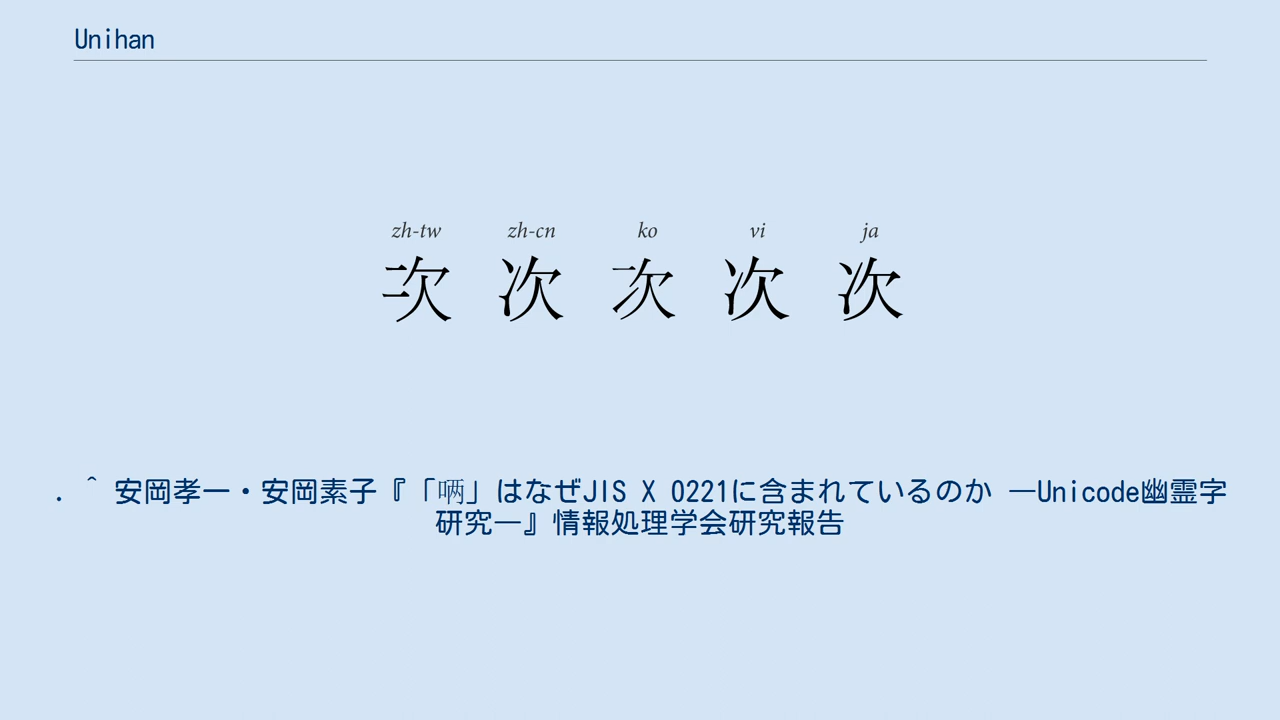 Unihan
zh-tw zh-cn ko vi ja
次 次 次 次 次
. ^ 安岡孝一・安岡素子『「唡」はなぜJIS X 0221に含まれているのか ―Unicode幽霊字
研究―』情報処理学会研究報告